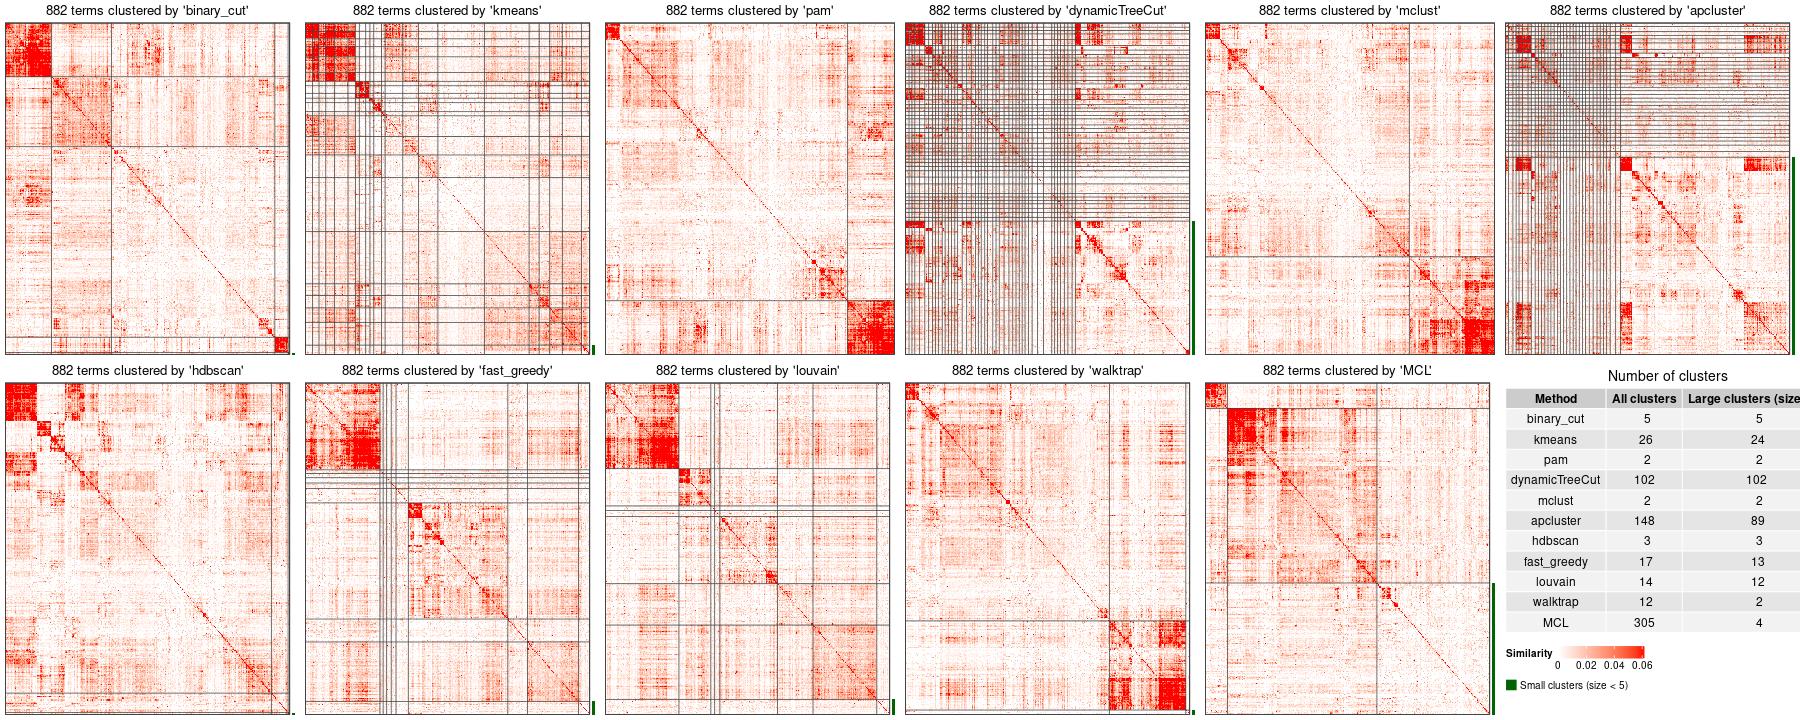 882 terms clustered by 'binary_cut'
882 terms clustered by 'kmeans'
882 terms clustered by 'pam'
882 terms clustered by 'dynamicTreeCut'
882 terms clustered by 'mclust'
882 terms clustered by 'apcluster'
882 terms clustered by 'hdbscan'
882 terms clustered by 'fast_greedy'
882 terms clustered by 'louvain'
882 terms clustered by 'walktrap'
882 terms clustered by 'MCL'
Number of clusters
Method All clusters Large clusters (size
binary_cut 5 5
kmeans 26 24
pam 2 2
dynamicTreeCut 102 102
mclust 2 2
apcluster 148 89
hdbscan 3 3
fast_greedy 17 13
louvain 14 12
walktrap 12 2
MCL 305 4
Similarity
0 0.02 0.04 0.06
Small clusters (size < 5)